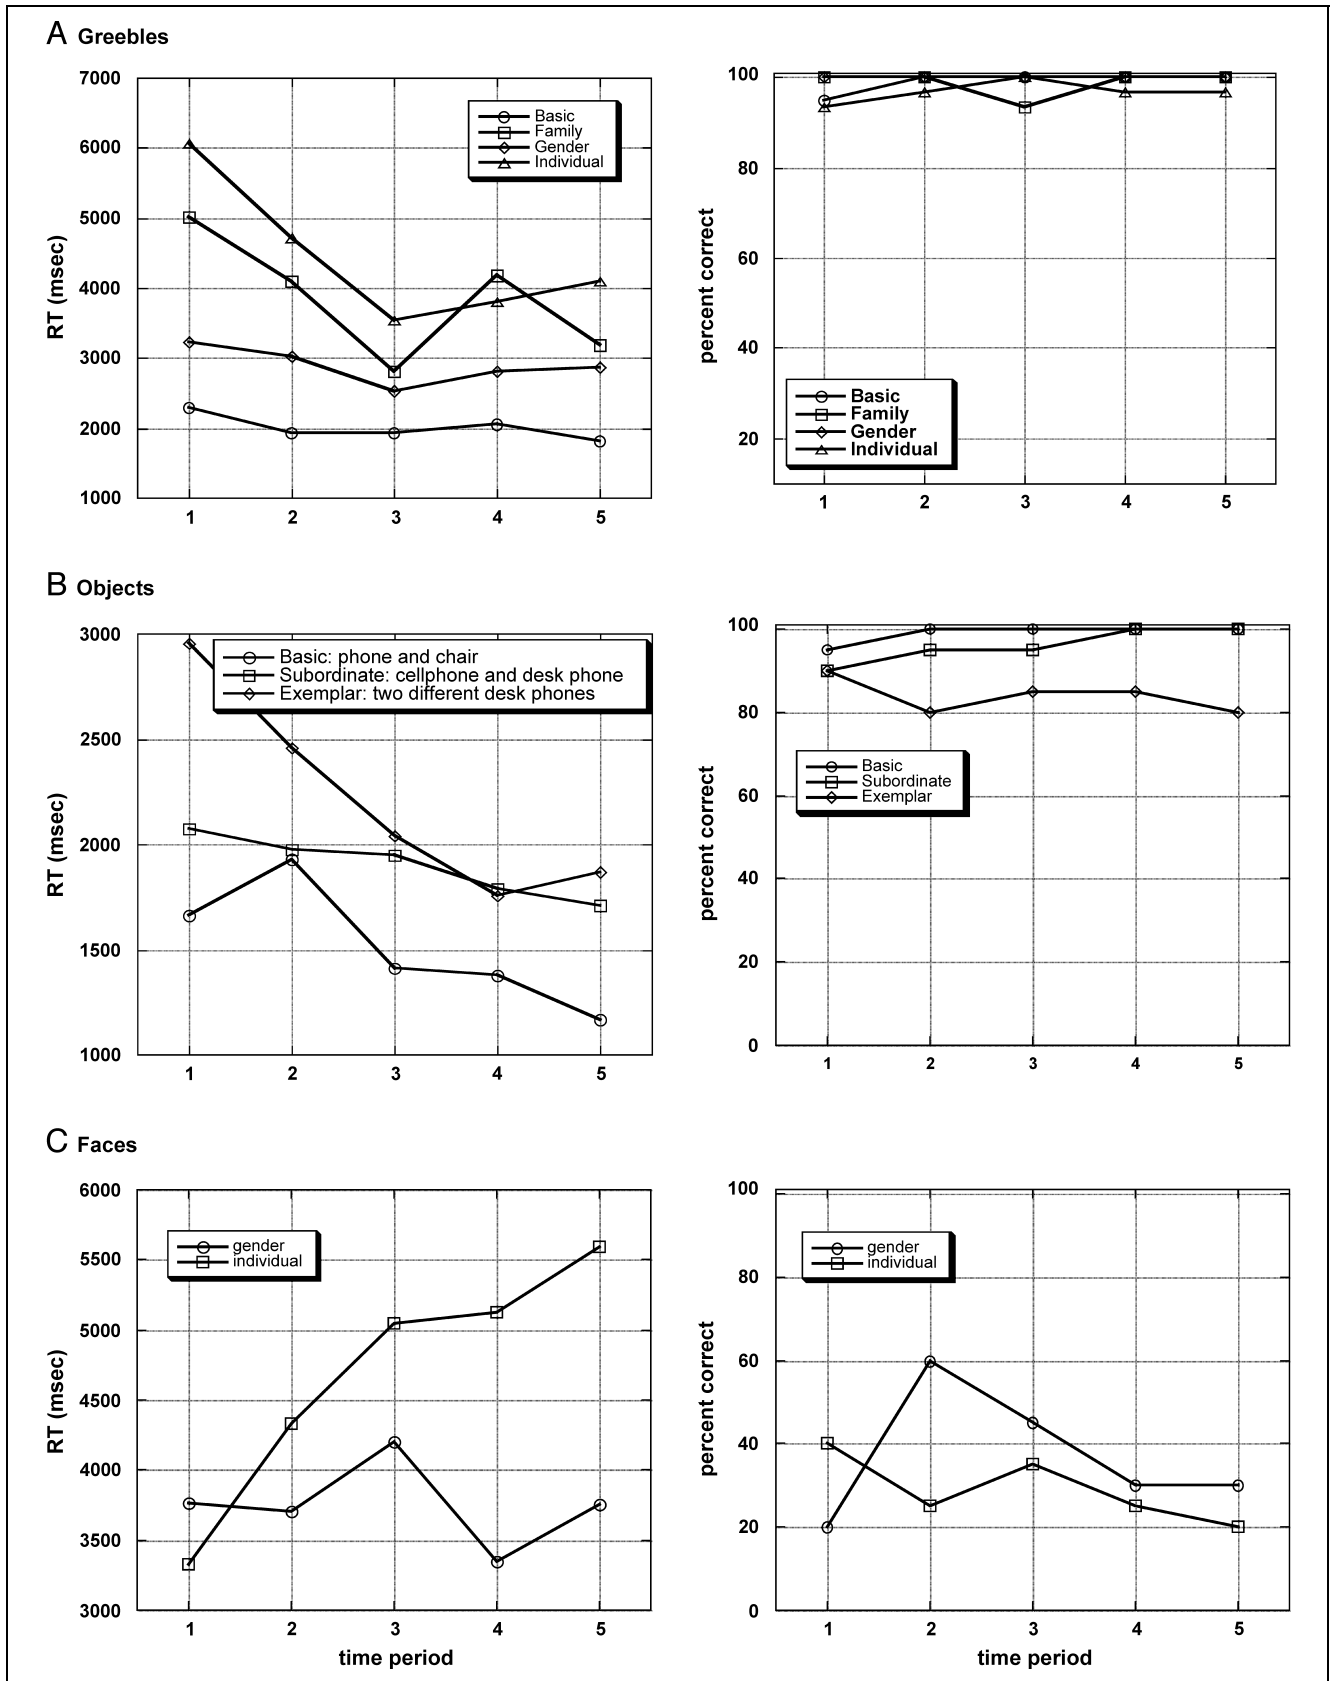 A Greebles
7000
6000
5000
4000
3000
2000
1000
RT (msec)
Basic
Family
Gender
Individual
1 2 3 4 5
100
80
60
40
20
percent correct
Basic
Family
Gender
Individual
1 2 3 4 5
B Objects
3000
2500
2000
1500
1000
RT (msec)
Basic: phone and chair
Subordinate: cellphone and desk phone
Exemplar: two different desk phones
1 2 3 4 5
100
80
60
40
20
0
percent correct
Basic
Subordinate
Exemplar
1 2 3 4 5
C Faces
6000
5500
5000
4500
4000
3500
3000
RT (msec)
gender
individual
1 2 3 4 5
time period
100
80
60
40
20
0
percent correct
gender
individual
1 2 3 4 5
time period